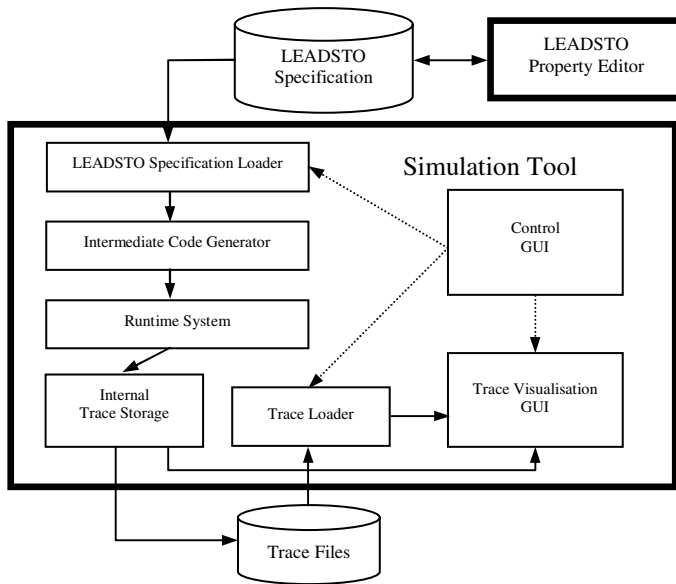 LEADSTO
Specification
LEADSTO
Property Editor
LEADSTO Specification Loader
Simulation Tool
Intermediate Code Generator
Control
GUI
Runtime System
Internal
Trace Storage
Trace Loader
Trace Visualisation
GUI
Trace Files